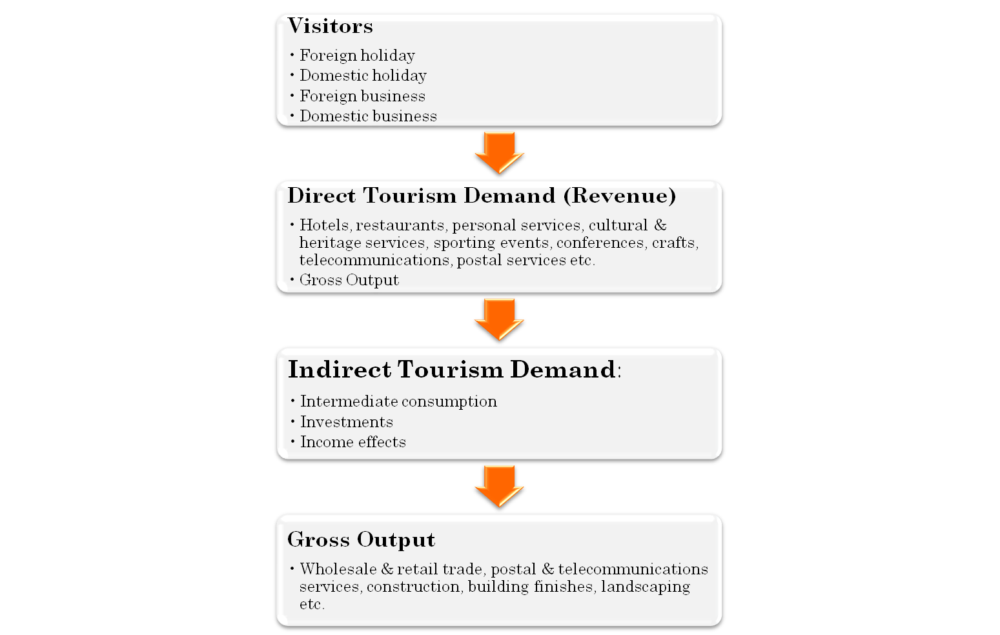 Visitors
• Foreign holiday
• Domestic holiday
• Foreign business
• Domestic business
Direct Tourism Demand (Revenue)
• Hotels, restaurants, personal services, cultural &
heritage services, sporting events, conferences, crafts,
telecommunications, postal services etc.
• Gross Output
Indirect Tourism Demand:
• Intermediate consumption
• Investments
• Income effects
Gross Output
• Wholesale & retail trade, postal & telecommunications
services, construction, building finishes, landscaping
etc.